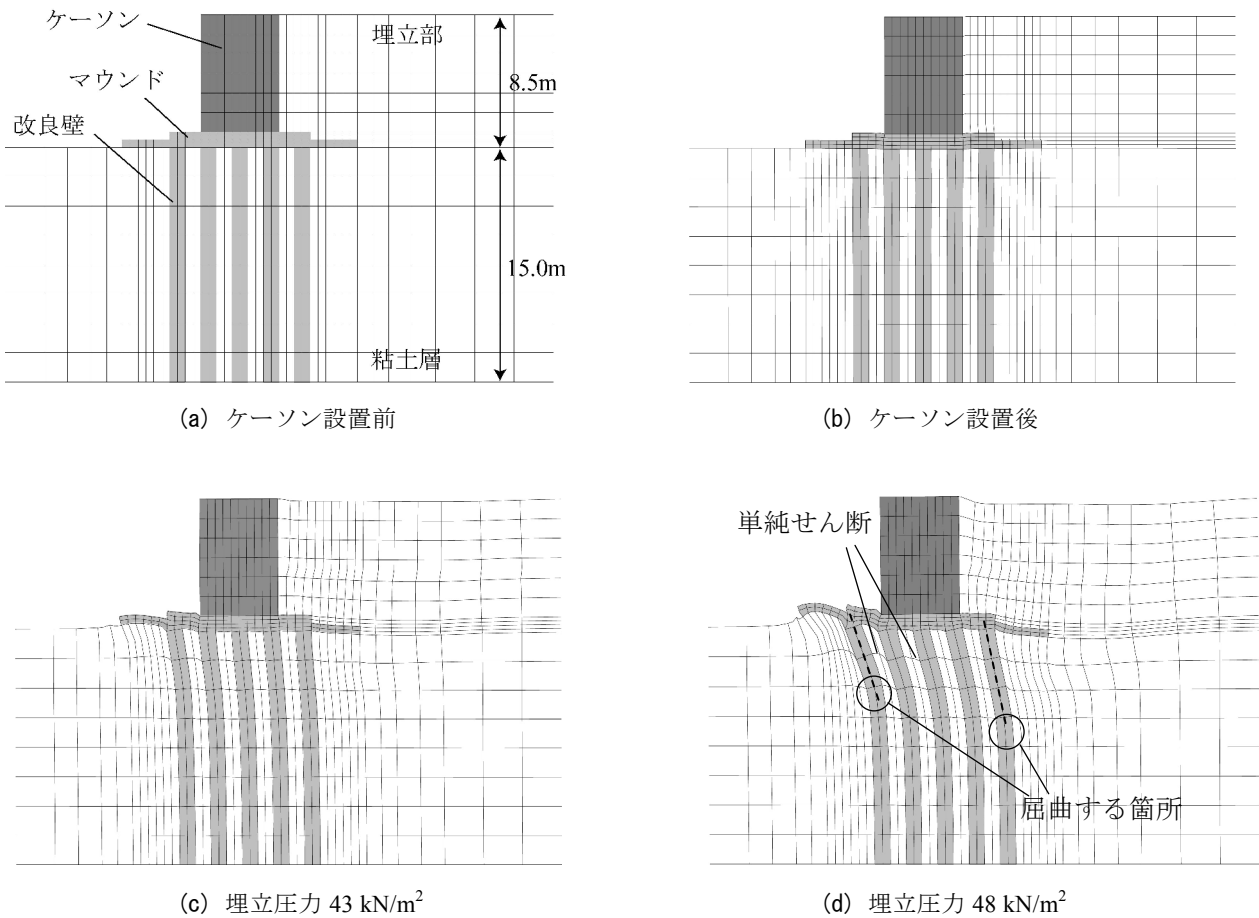 ケーソン
埋立部
マウンド
8.5m
改良壁
15.0m
粘土層
(a) ケーソン設置前
(b) ケーソン設置後
単純せん断
屈曲する箇所
(c) 埋立圧力 43 kN/m²
(d) 埋立圧力 48 kN/m²